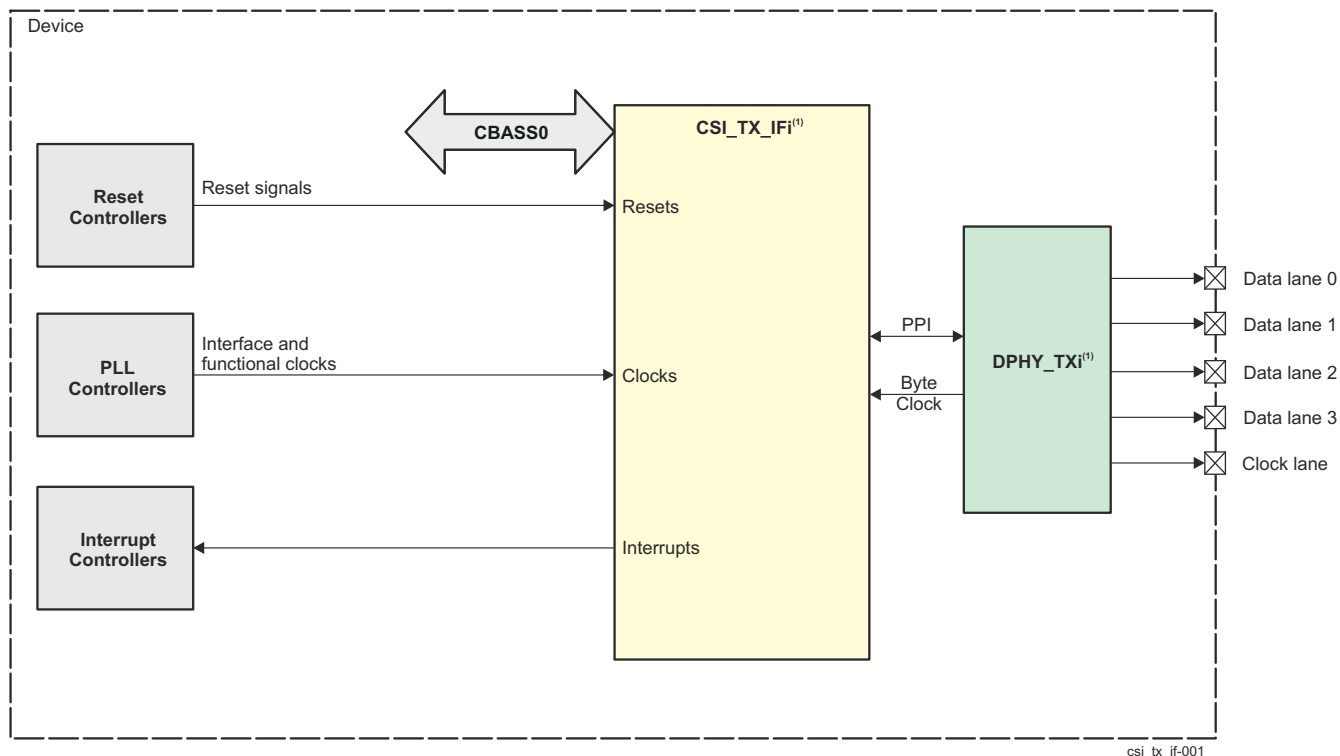 Device
CBASS0
CSI_TX_IFi(1)
Reset
Controllers
Reset signals
Resets
PLL
Controllers
Interface and
functional clocks
Clocks
Interrupt
Controllers
Interrupts
PPI
Byte
Clock
DPHY_TXi(1)
Data lane 0
Data lane 1
Data lane 2
Data lane 3
Clock lane
csi_tx_if-001